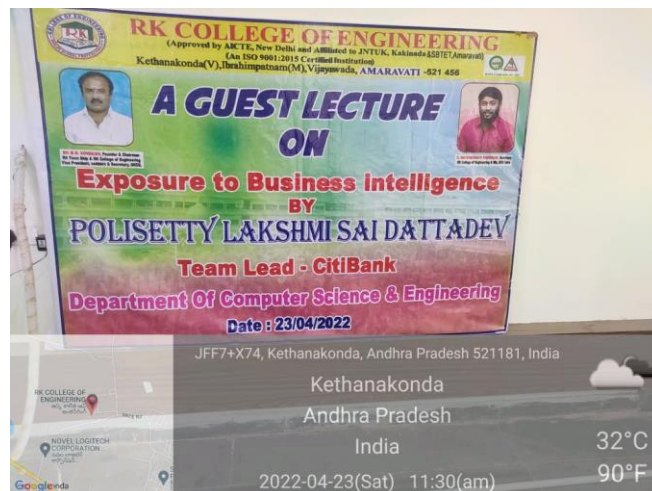 RK COLLEGE OF ENGINEERING
(Approved by AICTE, New Delhi and Affiliated to JNTUK, Kakinada &SBTET,Amaravati)
(An ISO 9001:2015 Certified Institution)
Kethanakonda(V),Ibrahimpatnam(M),Vijayawada, AMARAVATI -521 456
A GUEST LECTURE
ON
Exposure to Business Intelligence
BY
POLISETTY LAKSHMI SAI DATTADEV
Team Lead - CitiBank
Department Of Computer Science & Engineering
Date : 23/04/2022
JFF7+X74, Kethanakonda, Andhra Pradesh 521181, India
Kethanakonda
Andhra Pradesh
India
2022-04-23(Sat) 11:30(am)
32°C
90°F
RK COLLEGE OF
ENGINEERING
NOVEL LOGITECH
CORPORATION
Google